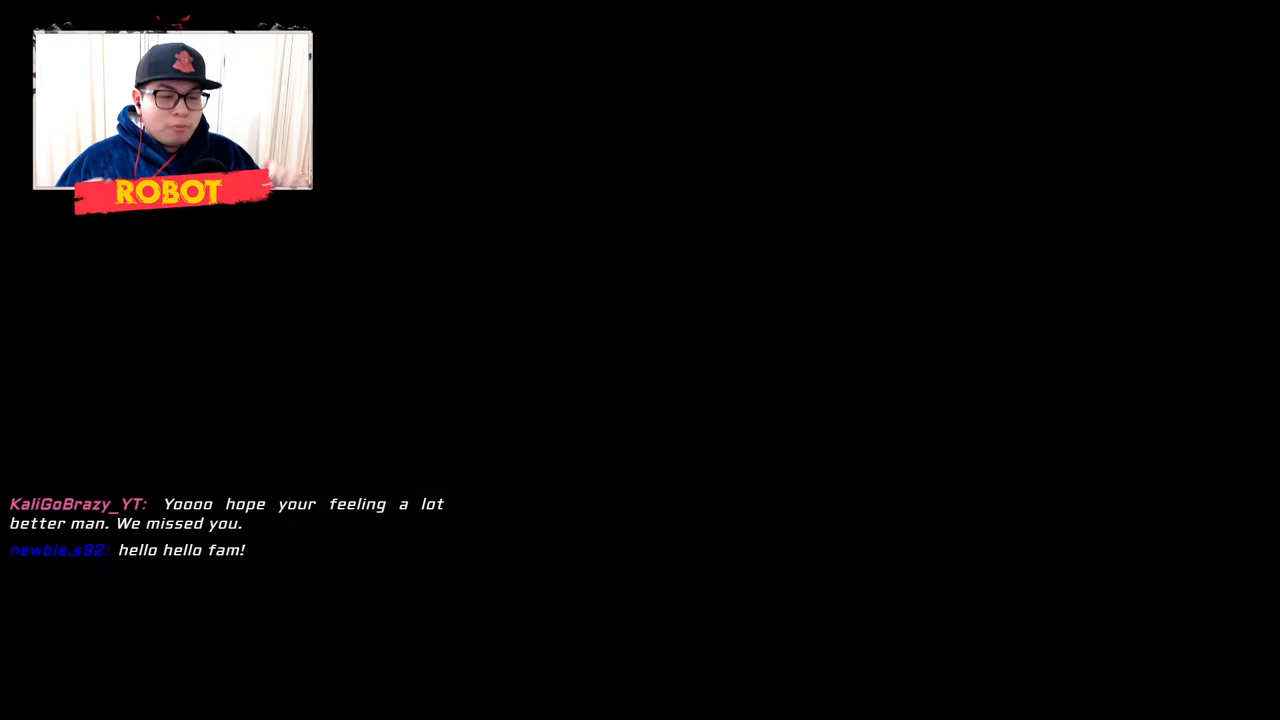 ROBOT
KaliGoBrazy_YT: Yoooo hope your feeling a lot
better man. We missed you.
newbie.s92: hello hello fam!